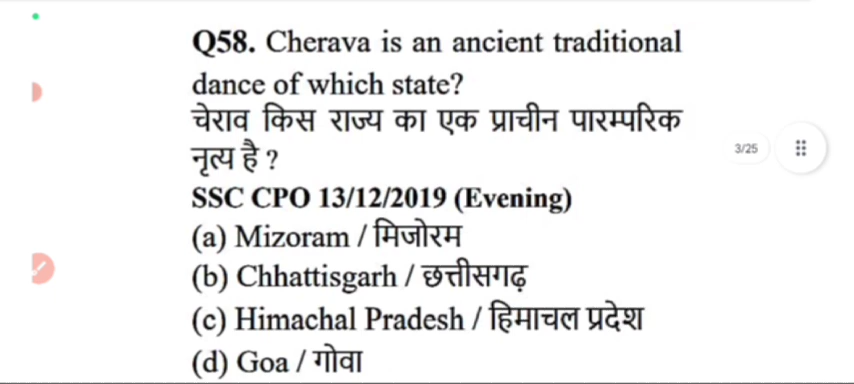 Q58. Cherava is an ancient traditional
dance of which state?
चेराव किस राज्य का एक प्राचीन पारम्परिक
नृत्य है ?
3/25
SSC CPO 13/12/2019 (Evening)
(a) Mizoram / मिजोरम
(b) Chhattisgarh / छत्तीसगढ़
(c) Himachal Pradesh / हिमाचल प्रदेश
(d) Goa / गोवा